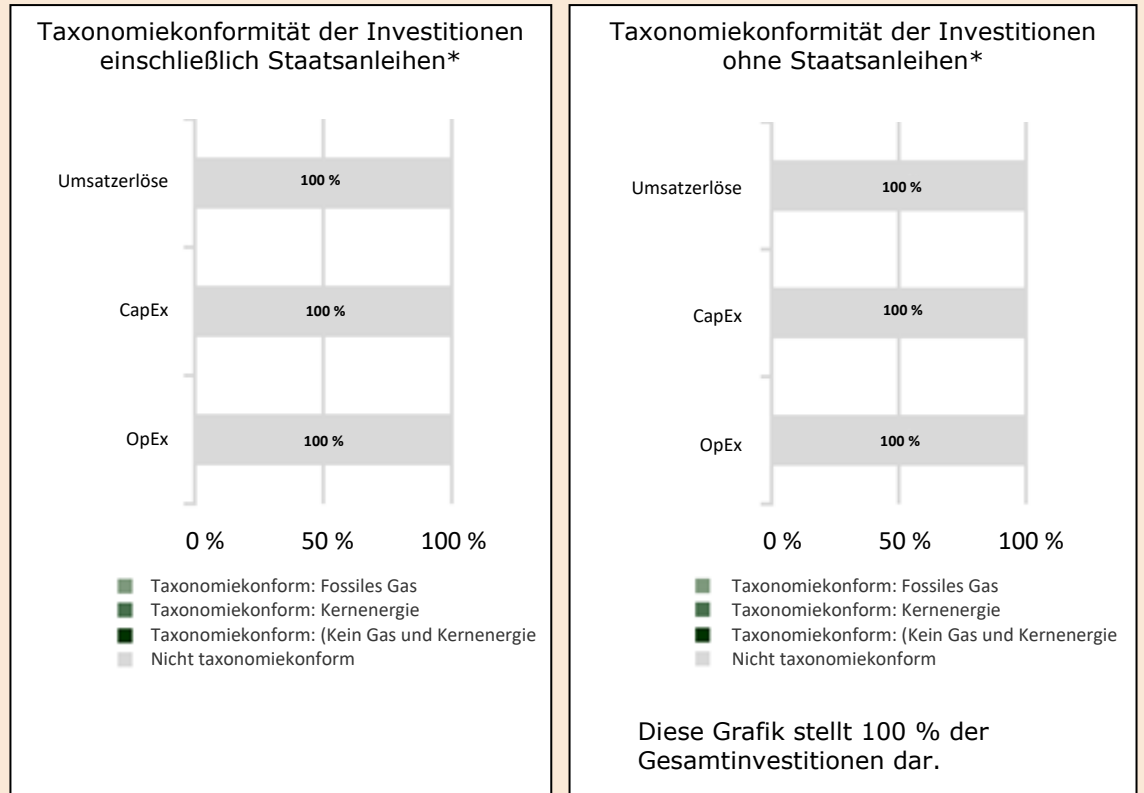 Taxonomiekonformität der Investitionen
einschließlich Staatsanleihen*
Umsatzerlöse
100 %
CapEx
100 %
OpEx
100 %
0 % 50 % 100 %
Taxonomiekonform: Fossiles Gas
Taxonomiekonform: Kernenergie
Taxonomiekonform: (Kein Gas und Kernenergie
Nicht taxonomiekonform
Taxonomiekonformität der Investitionen
ohne Staatsanleihen*
Umsatzerlöse
100 %
CapEx
100 %
OpEx
100 %
0 % 50 % 100 %
Taxonomiekonform: Fossiles Gas
Taxonomiekonform: Kernenergie
Taxonomiekonform: (Kein Gas und Kernenergie
Nicht taxonomiekonform
Diese Grafik stellt 100 % der
Gesamtinvestitionen dar.